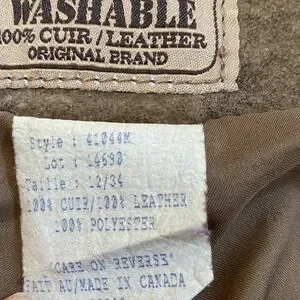 WASHABLE
100% CUIR/LEATHER
ORIGINAL BRAND
Style : 41044M
Lot : 14690
Taille : 12/34
100% CUIR/100% LEATHER
100% POLYESTER
"CARE ON REVERSE"
FAIT AU/MADE IN CANADA